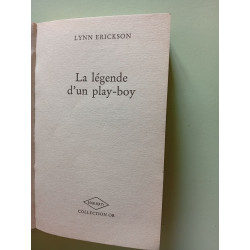 LYNN ERICKSON
La légende
d'un play-boy
COLLECTION OR